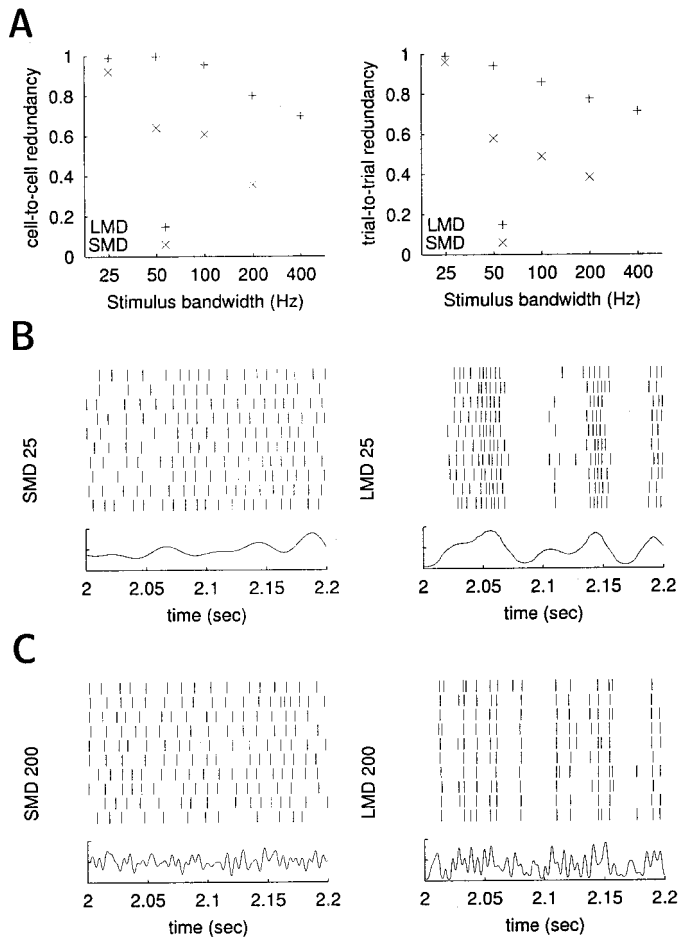 A
cell-to-cell redundancy
1
0.8
0.6
0.4
0.2
0
LMD +
SMD ×
25 50 100 200 400
Stimulus bandwidth (Hz)
trial-to-trial redundancy
1
0.8
0.6
0.4
0.2
0
LMD +
SMD ×
25 50 100 200 400
Stimulus bandwidth (Hz)
B
SMD 25
2 2.05 2.1 2.15 2.2
time (sec)
LMD 25
2 2.05 2.1 2.15 2.2
time (sec)
C
SMD 200
2 2.05 2.1 2.15 2.2
time (sec)
LMD 200
2 2.05 2.1 2.15 2.2
time (sec)